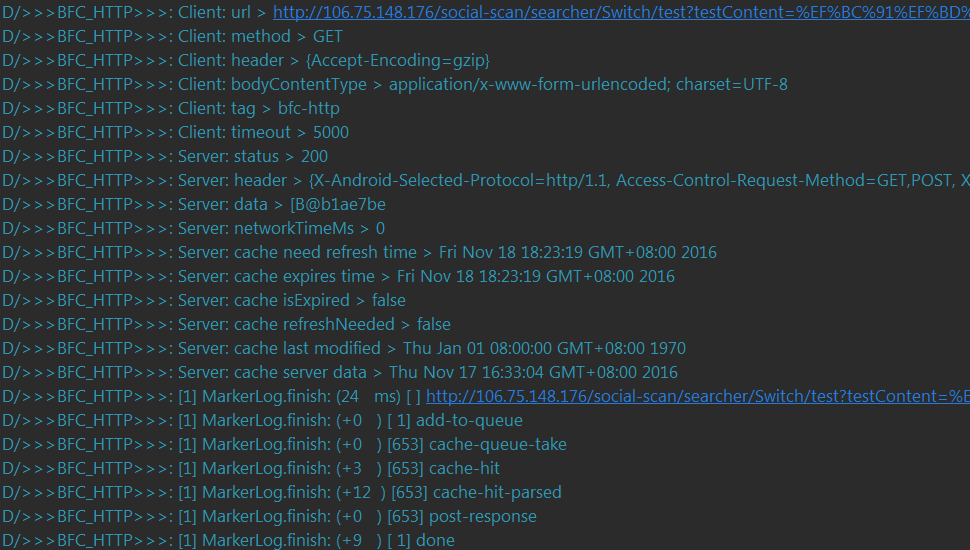 D/>>>BFC_HTTP>>>: Client: url > http://106.75.148.176/social-scan/searcher/Switch/test?testContent=%EF%BC%91%EF%BD%
D/>>>BFC_HTTP>>>: Client: method > GET
D/>>>BFC_HTTP>>>: Client: header > {Accept-Encoding=gzip}
D/>>>BFC_HTTP>>>: Client: bodyContentType > application/x-www-form-urlencoded; charset=UTF-8
D/>>>BFC_HTTP>>>: Client: tag > bfc-http
D/>>>BFC_HTTP>>>: Client: timeout > 5000
D/>>>BFC_HTTP>>>: Server: status > 200
D/>>>BFC_HTTP>>>: Server: header > {X-Android-Selected-Protocol=http/1.1, Access-Control-Request-Method=GET,POST, X
D/>>>BFC_HTTP>>>: Server: data > [B@b1ae7be
D/>>>BFC_HTTP>>>: Server: networkTimeMs > 0
D/>>>BFC_HTTP>>>: Server: cache need refresh time > Fri Nov 18 18:23:19 GMT+08:00 2016
D/>>>BFC_HTTP>>>: Server: cache expires time > Fri Nov 18 18:23:19 GMT+08:00 2016
D/>>>BFC_HTTP>>>: Server: cache isExpired > false
D/>>>BFC_HTTP>>>: Server: cache refreshNeeded > false
D/>>>BFC_HTTP>>>: Server: cache last modified > Thu Jan 01 08:00:00 GMT+08:00 1970
D/>>>BFC_HTTP>>>: Server: cache server data > Thu Nov 17 16:33:04 GMT+08:00 2016
D/>>>BFC_HTTP>>>: [1] MarkerLog.finish: (24   ms) [ ] http://106.75.148.176/social-scan/searcher/Switch/test?testContent=%E
D/>>>BFC_HTTP>>>: [1] MarkerLog.finish: (+0   ) [ 1] add-to-queue
D/>>>BFC_HTTP>>>: [1] MarkerLog.finish: (+0   ) [653] cache-queue-take
D/>>>BFC_HTTP>>>: [1] MarkerLog.finish: (+3   ) [653] cache-hit
D/>>>BFC_HTTP>>>: [1] MarkerLog.finish: (+12  ) [653] cache-hit-parsed
D/>>>BFC_HTTP>>>: [1] MarkerLog.finish: (+0   ) [653] post-response
D/>>>BFC_HTTP>>>: [1] MarkerLog.finish: (+9   ) [ 1] done